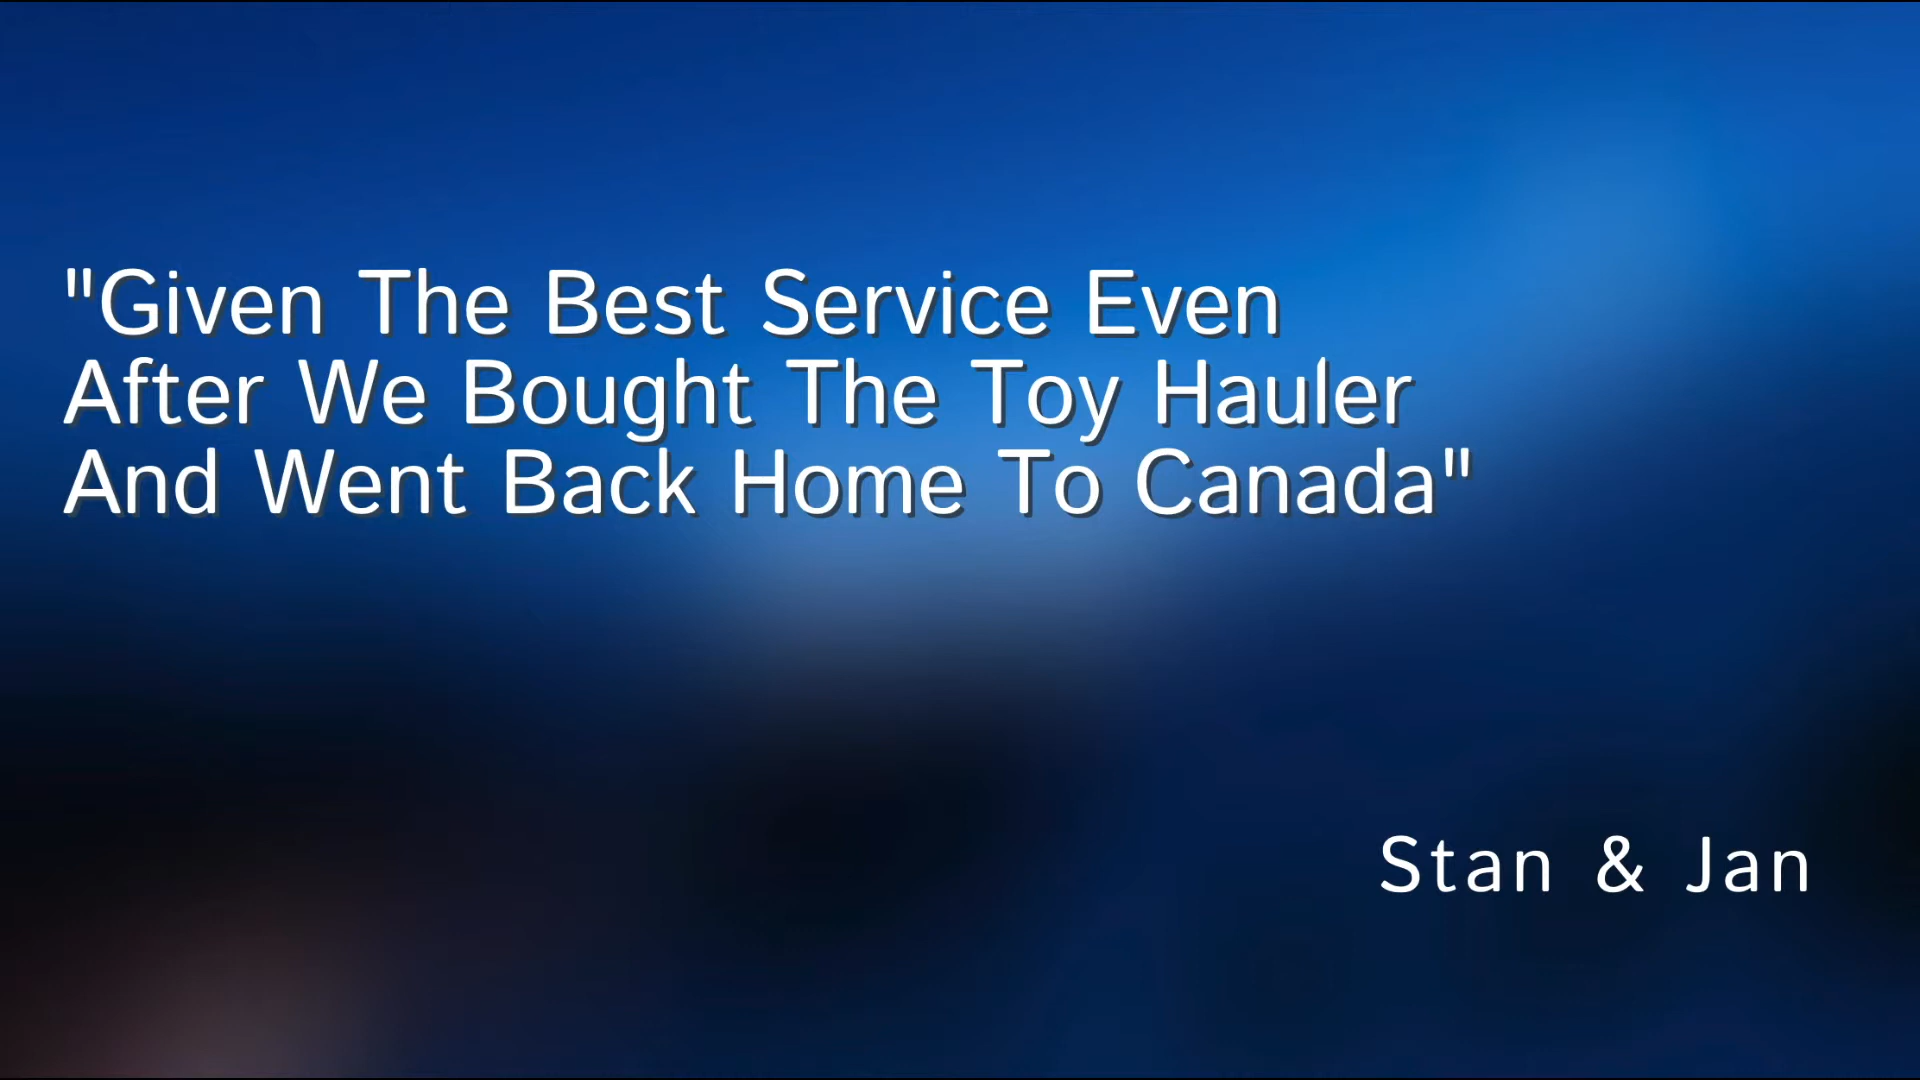 "Given The Best Service Even
After We Bought The Toy Hauler
And Went Back Home To Canada"
Stan & Jan